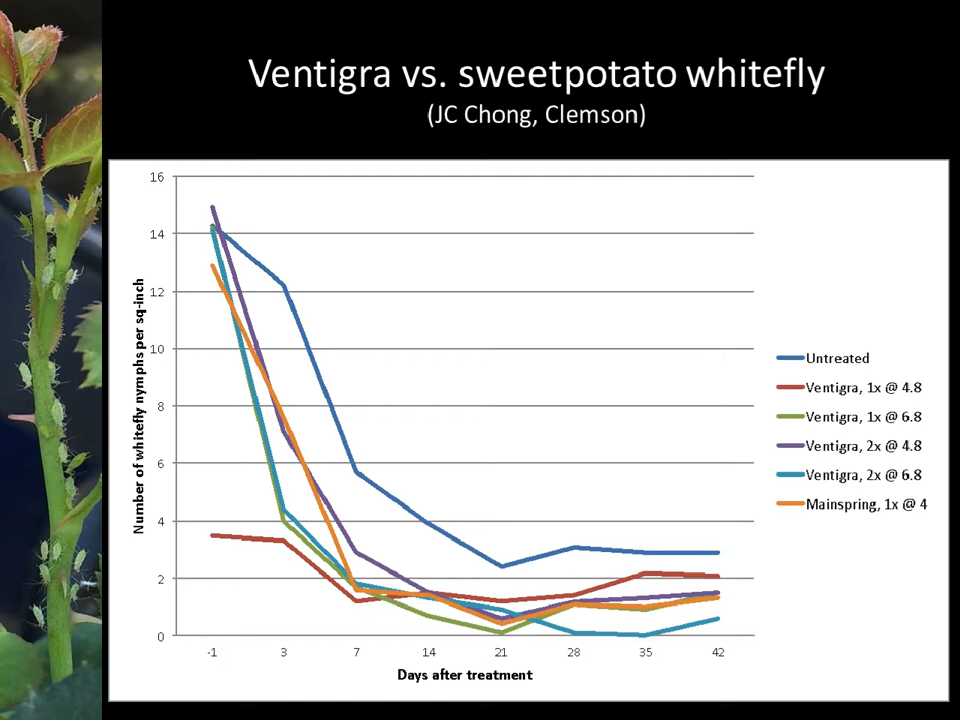 Ventigra vs. sweetpotato whitefly
(JC Chong, Clemson)
16
14
12
10
8
6
4
2
0
Number of whitefly nymphs per sq-inch
-1 3 7 14 21 28 35 42
Days after treatment
Untreated
Ventigra, 1x @ 4.8
Ventigra, 1x @ 6.8
Ventigra, 2x @ 4.8
Ventigra, 2x @ 6.8
Mainspring, 1x @ 4